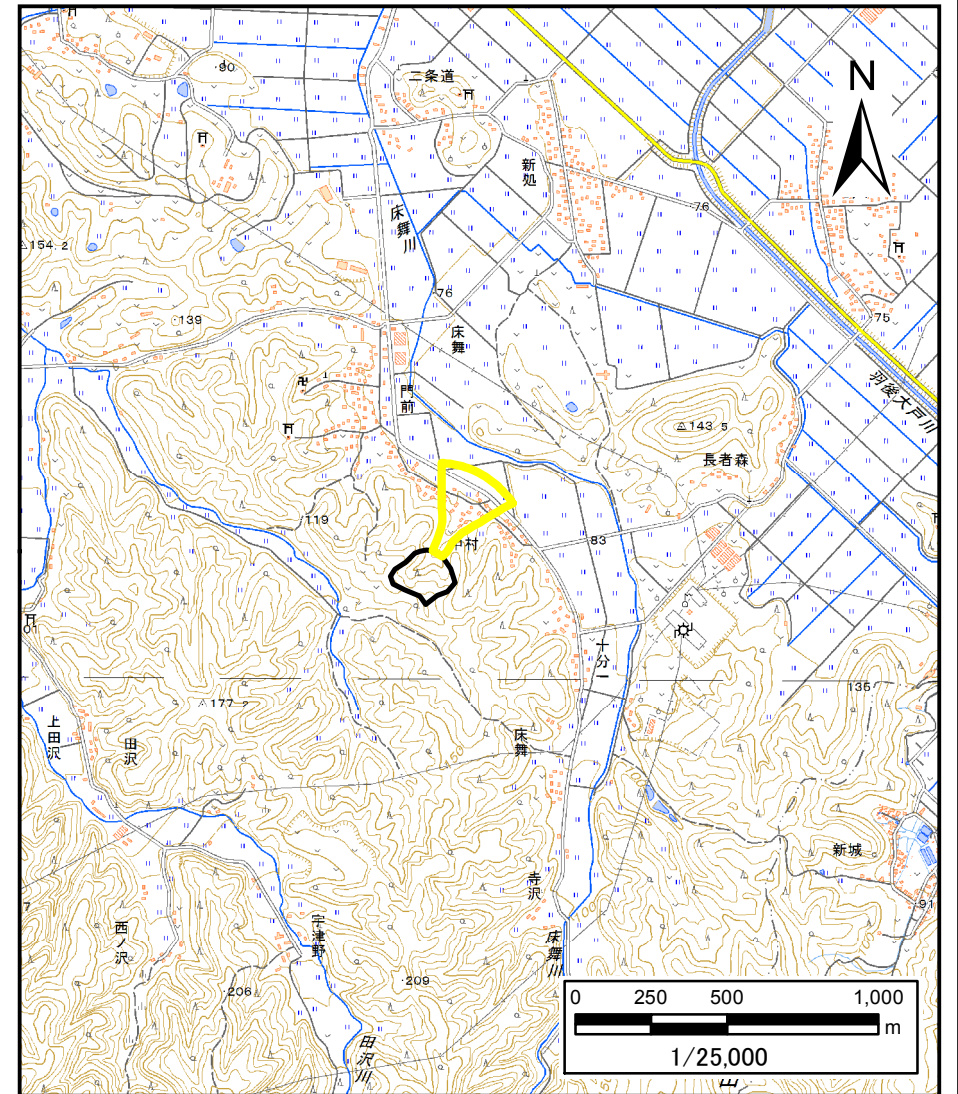 90
二条道
N
新処
76
床舞川
154.2
76
75
139
床舞
羽後大戸川
門前
143.5
長者森
119
中村
83
01
十分一
135
177.2
上田沢
田沢
床舞
新城
寺沢
91
7
西ノ沢
宇津野
床舞川
209
206
田沢川
0 250 500 1,000
m
1/25,000